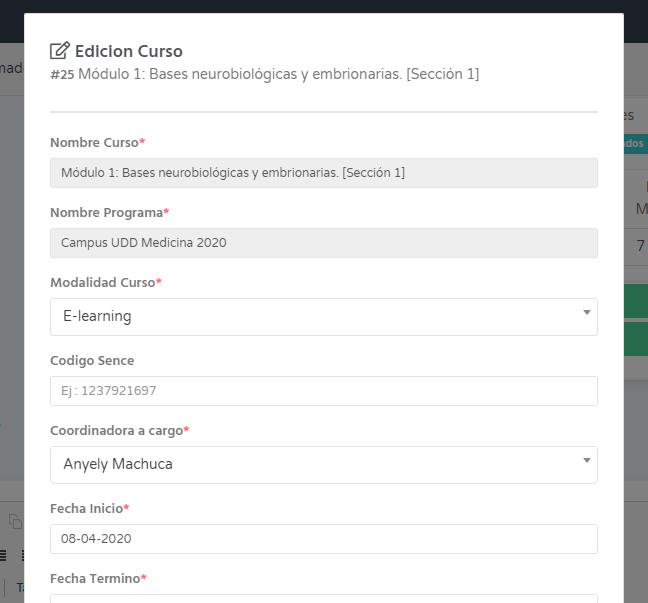 Edicion Curso
#25 Módulo 1: Bases neurobiológicas y embrionarias. [Sección 1]
Nombre Curso*
Módulo 1: Bases neurobiológicas y embrionarias. [Sección 1]
Nombre Programa*
Campus UDD Medicina 2020
Modalidad Curso*
E-learning
Codigo Sence
Ej : 1237921697
Coordinadora a cargo*
Anyely Machuca
7
Fecha Inicio*
08-04-2020
Fecha Termino*